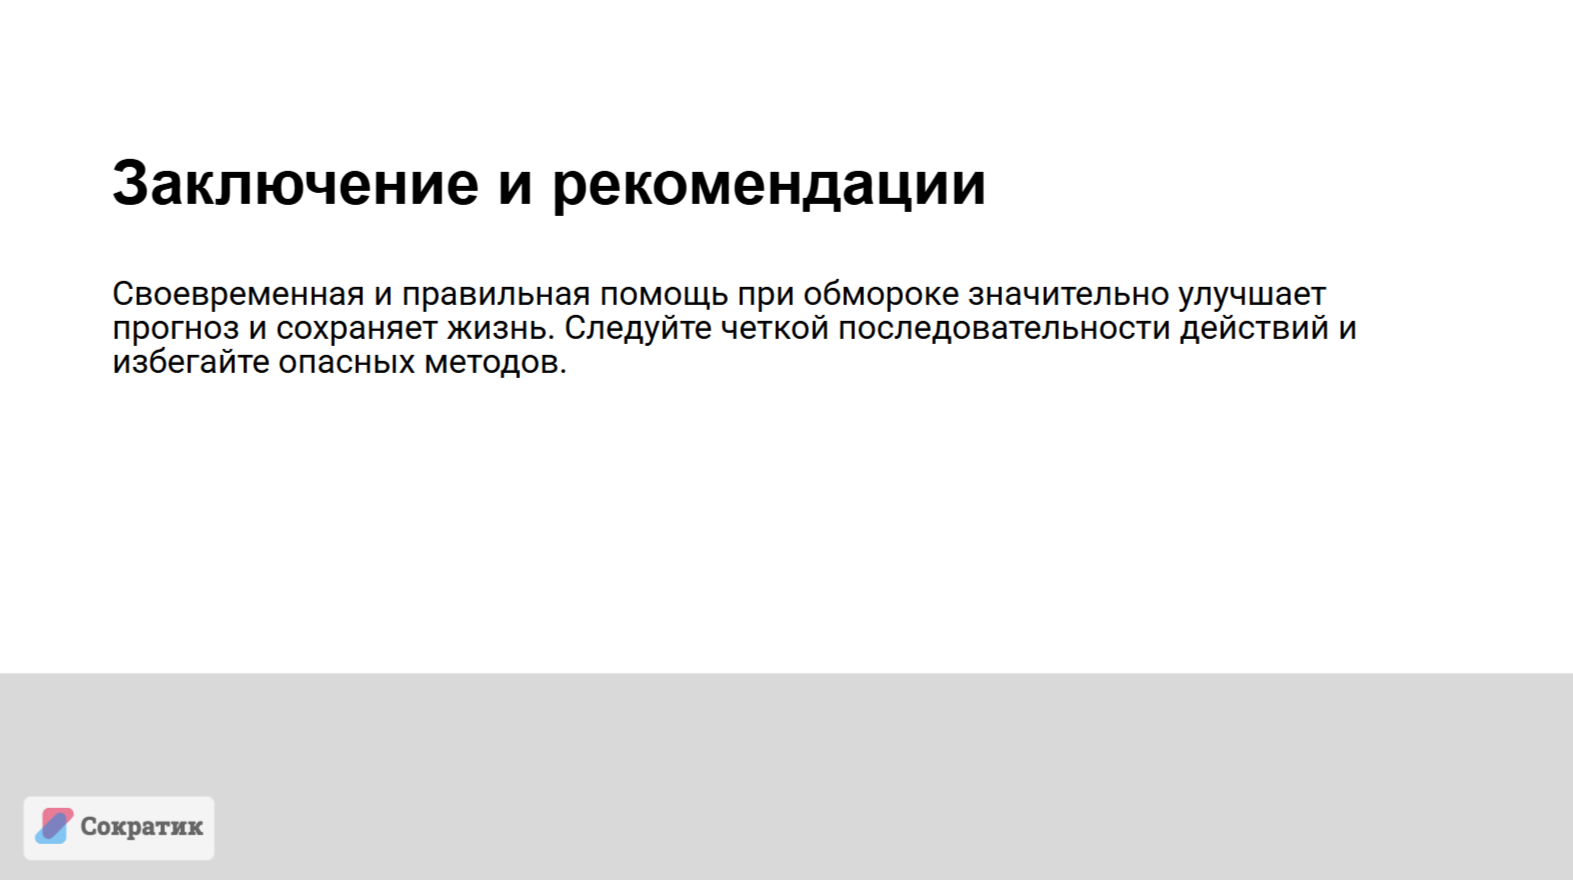 Заключение и рекомендации
Своевременная и правильная помощь при обмороке значительно улучшает
прогноз и сохраняет жизнь. Следуйте четкой последовательности действий и
избегайте опасных методов.
Сократик